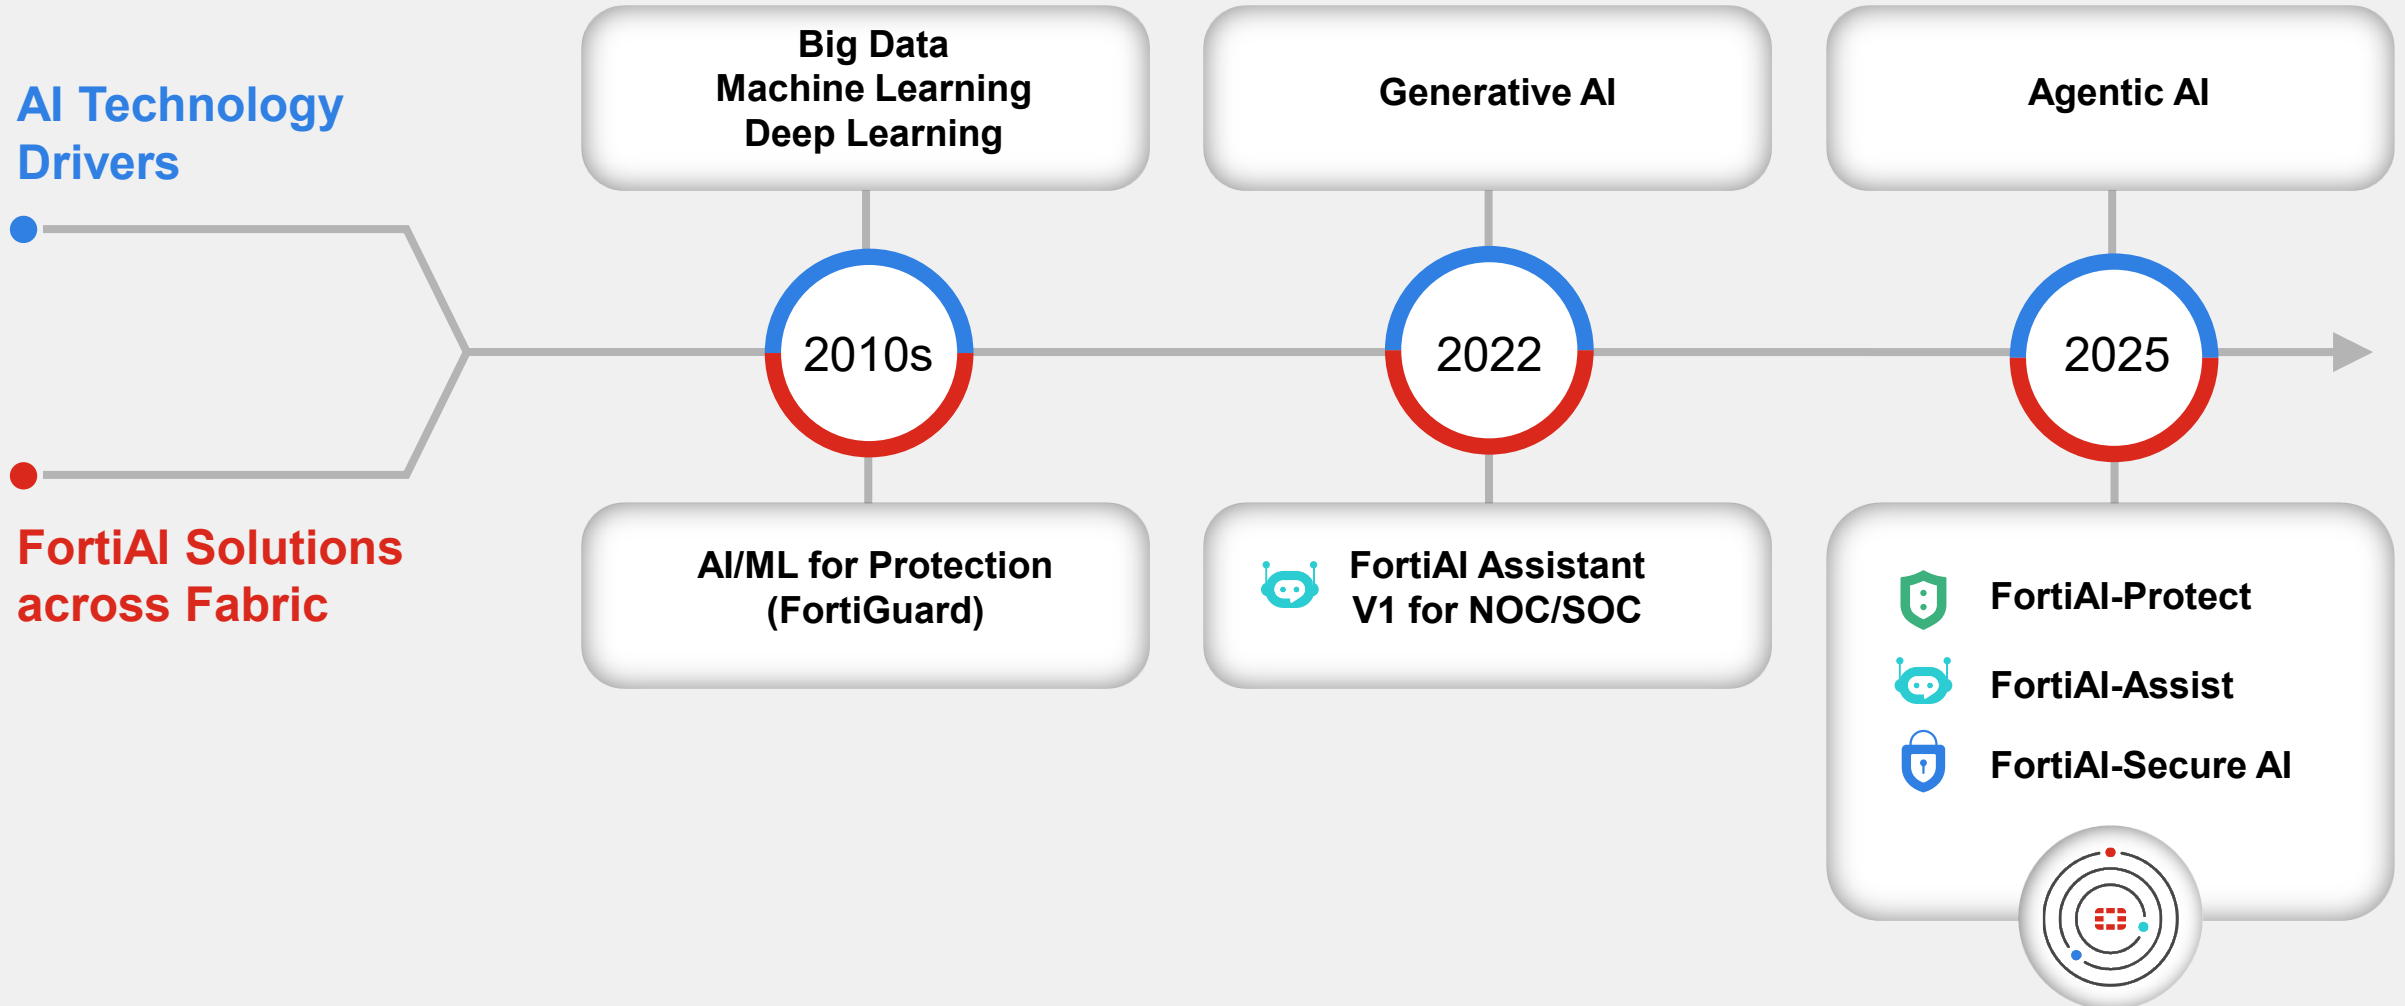 AI Technology
Drivers
Big Data
Machine Learning
Deep Learning
Generative AI
Agentic AI
2010s
2022
2025
FortiAI Solutions
across Fabric
AI/ML for Protection
(FortiGuard)
FortiAI Assistant
V1 for NOC/SOC
FortiAI-Protect
FortiAI-Assist
FortiAI-Secure AI